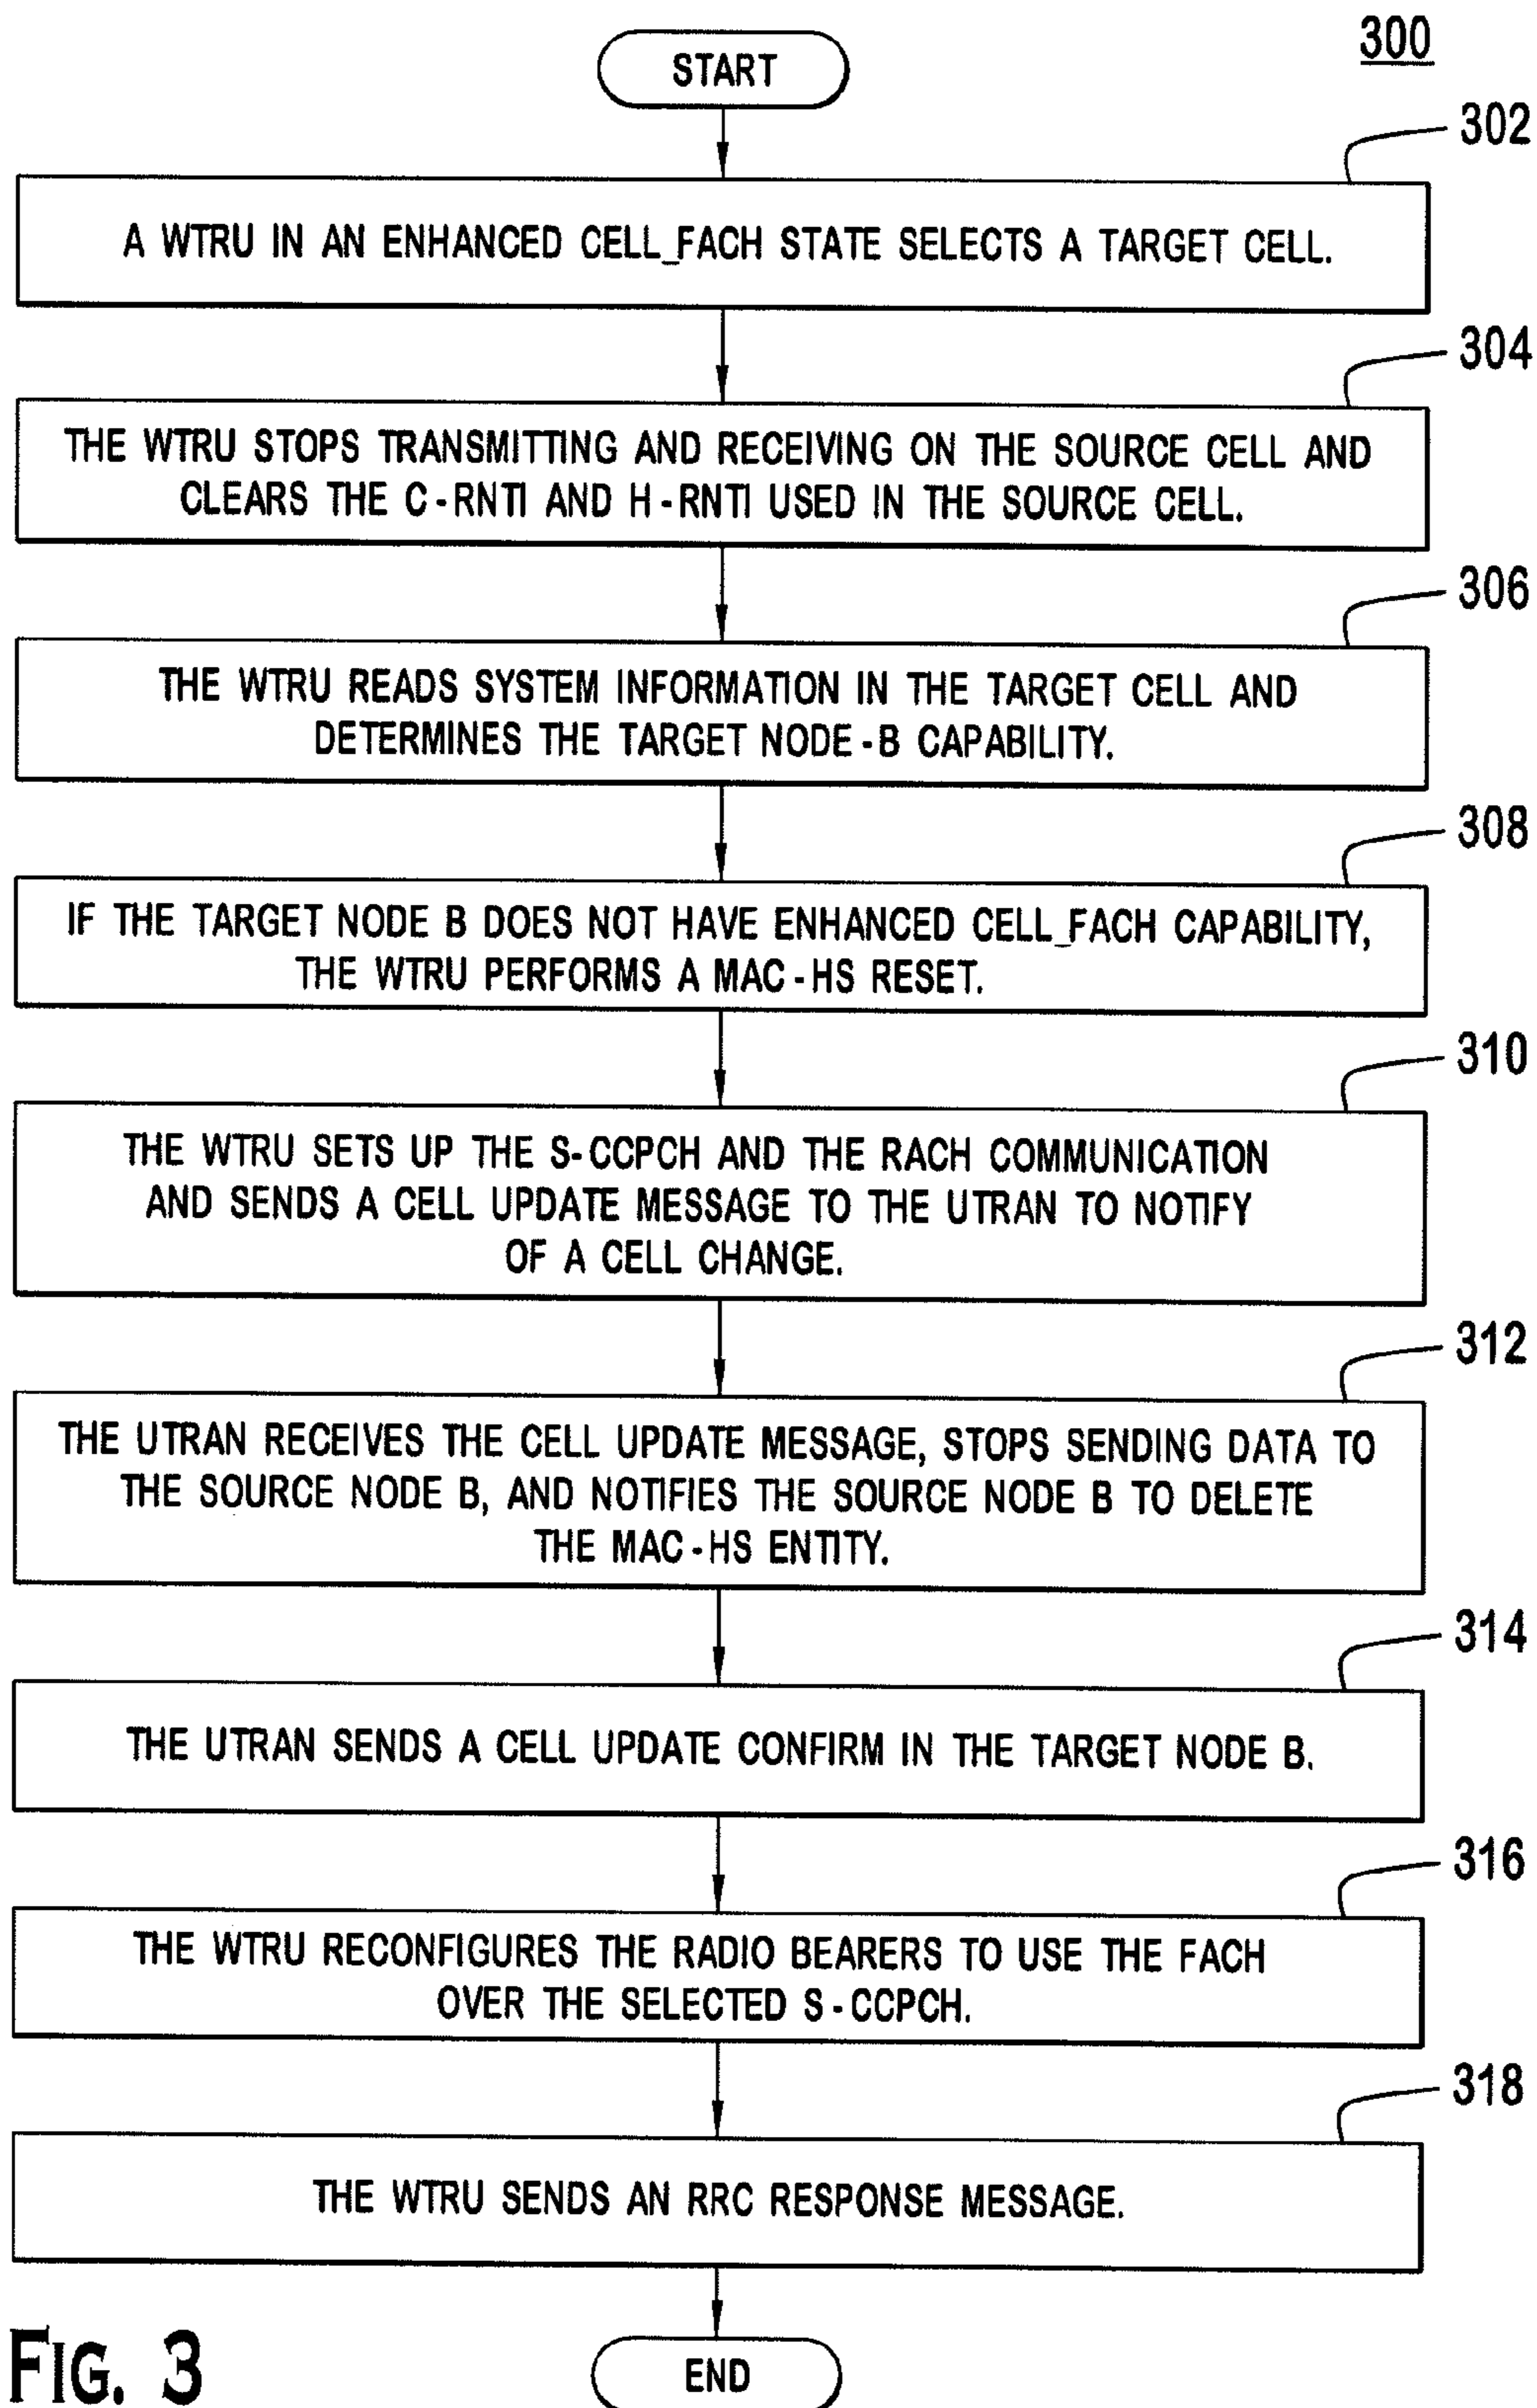 300
START
302
A WTRU IN AN ENHANCED CELL_FACH STATE SELECTS A TARGET CELL.
304
THE WTRU STOPS TRANSMITTING AND RECEIVING ON THE SOURCE CELL AND
CLEARS THE C-RNTI AND H-RNTI USED IN THE SOURCE CELL.
306
THE WTRU READS SYSTEM INFORMATION IN THE TARGET CELL AND
DETERMINES THE TARGET NODE-B CAPABILITY.
308
IF THE TARGET NODE B DOES NOT HAVE ENHANCED CELL_FACH CAPABILITY,
THE WTRU PERFORMS A MAC-HS RESET.
310
THE WTRU SETS UP THE S-CCPCH AND THE RACH COMMUNICATION
AND SENDS A CELL UPDATE MESSAGE TO THE UTRAN TO NOTIFY
OF A CELL CHANGE.
312
THE UTRAN RECEIVES THE CELL UPDATE MESSAGE, STOPS SENDING DATA TO
THE SOURCE NODE B, AND NOTIFIES THE SOURCE NODE B TO DELETE
THE MAC-HS ENTITY.
314
THE UTRAN SENDS A CELL UPDATE CONFIRM IN THE TARGET NODE B.
316
THE WTRU RECONFIGURES THE RADIO BEARERS TO USE THE FACH
OVER THE SELECTED S-CCPCH.
318
THE WTRU SENDS AN RRC RESPONSE MESSAGE.
END
FIG. 3